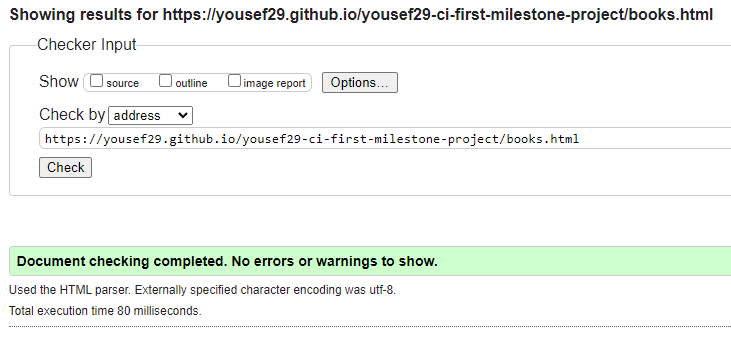 Showing results for https://yousef29.github.io/yousef29-ci-first-milestone-project/books.html
Checker Input
Show source outline image report Options...
Check by address
https://yousef29.github.io/yousef29-ci-first-milestone-project/books.html
Check
Document checking completed. No errors or warnings to show.
Used the HTML parser. Externally specified character encoding was utf-8.
Total execution time 80 milliseconds.